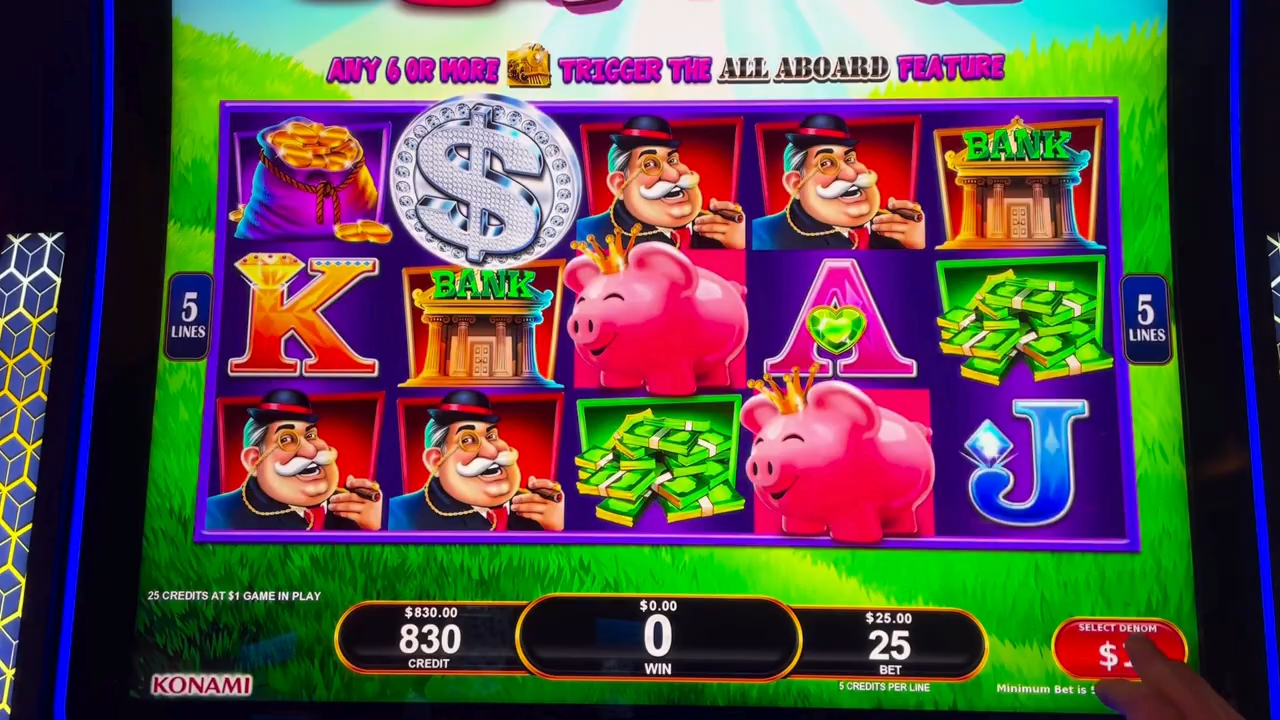 ANY 6 OR MORE TRIGGER THE ALL ABOARD FEATURE
$
BANK
K
BANK
A
J
5
LINES
5
LINES
25 CREDITS AT $1 GAME IN PLAY
$830.00
830
CREDIT
$0.00
0
WIN
$25.00
25
BET
5 CREDITS PER LINE
SELECT DENOM
Minimum Bet is
KONAMI